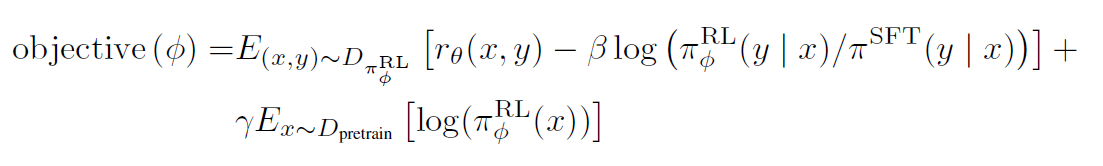 objective (ϕ) =E_{(x,y)∼D_{π_ϕ^{RL}}} [r_θ(x, y) − β log (π_ϕ^{RL}(y | x)/π^{SFT}(y | x))] +
γE_{x∼D_{pretrain}} [log(π_ϕ^{RL}(x))]